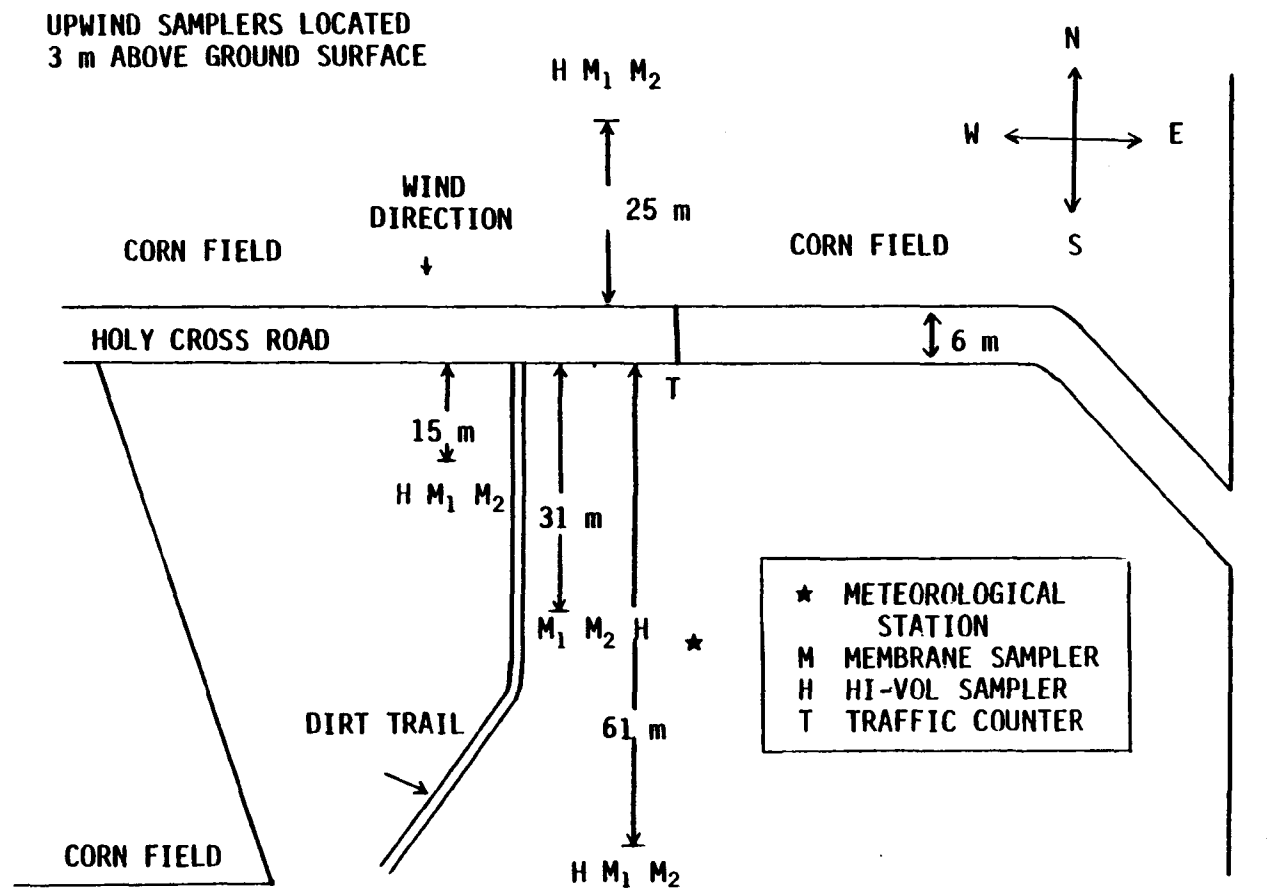 UPWIND SAMPLERS LOCATED
3 m ABOVE GROUND SURFACE
H M₁ M₂
N
W E
S
WIND
DIRECTION
25 m
CORN FIELD
CORN FIELD
HOLY CROSS ROAD
6 m
T
15 m
H M₁ M₂
31 m
M₁ M₂ H
★ METEOROLOGICAL
STATION
M MEMBRANE SAMPLER
H HI-VOL SAMPLER
T TRAFFIC COUNTER
DIRT TRAIL
61 m
CORN FIELD
H M₁ M₂